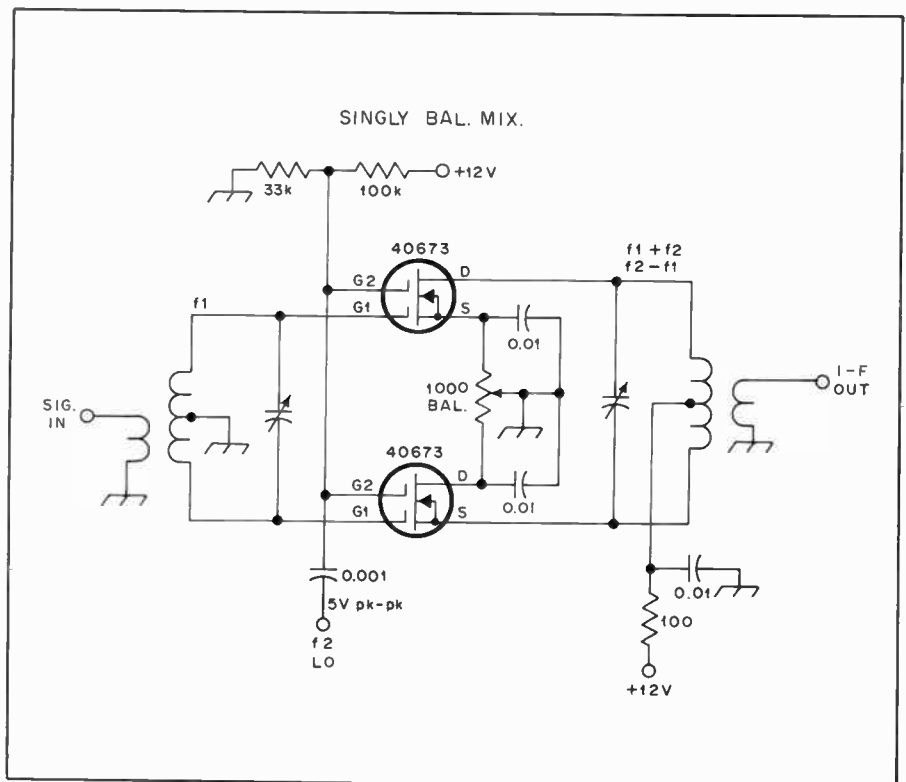 SINGLY BAL. MIX.
33k
100k
+12V
40673
f1 + f2
f2 - f1
G2
D
f1
G1
S
0.01
1000
BAL.
I-F
OUT
SIG.
IN
40673
G2
D
0.01
G1
S
0.001
5V pk-pk
f2
LO
0.01
100
+12V